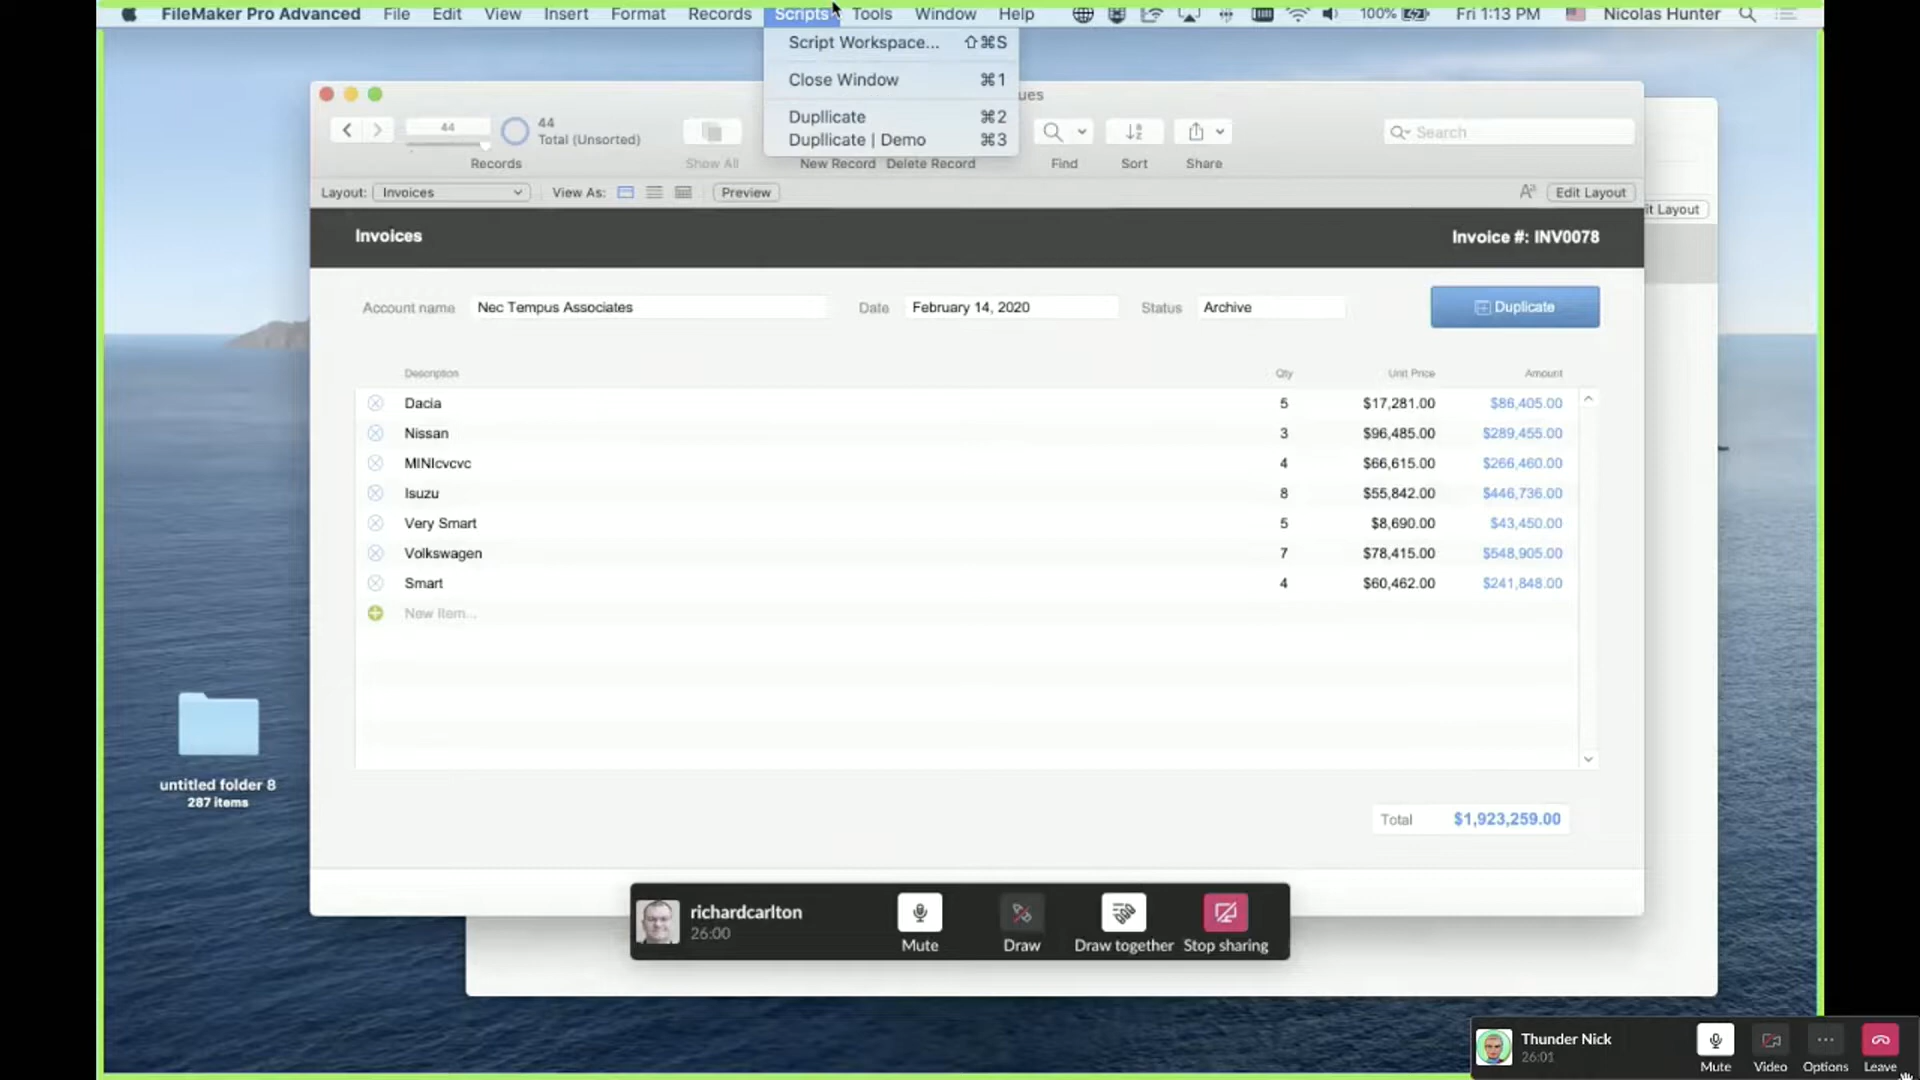 FileMaker Pro Advanced File Edit View Insert Format Records Scripts Tools Window Help 100% Fri 1:13 PM Nicolas Hunter
Script Workspace... ⇧⌘S
Close Window ⌘1
Dupllicate ⌘2
Dupllicate | Demo ⌘3
ues
44
44
Total (Unsorted)
Search
Records Show All New Record Delete Record Find Sort Share
Layout: Invoices View As: Preview Edit Layout
it Layout
Invoices Invoice #: INV0078
Account name Nec Tempus Associates Date February 14, 2020 Status Archive Duplicate
Description Qty Unit Price Amount
Dacia 5 $17,281.00 $86,405.00
Nissan 3 $96,485.00 $289,455.00
MINIcvcvc 4 $66,615.00 $266,460.00
Isuzu 8 $55,842.00 $446,736.00
Very Smart 5 $8,690.00 $43,450.00
Volkswagen 7 $78,415.00 $548,905.00
Smart 4 $60,462.00 $241,848.00
New Item...
untitled folder 8
287 items
Total $1,923,259.00
richardcarlton
26:00
Mute Draw Draw together Stop sharing
Thunder Nick
26:01
Mute Video Options Leave